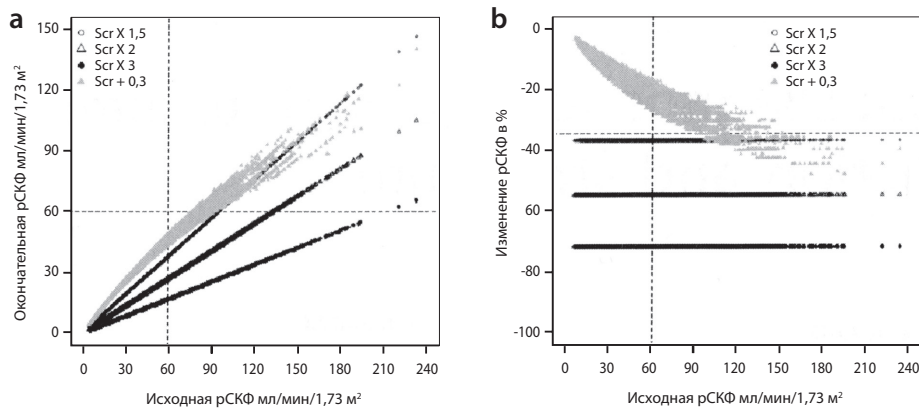 a
Окончательная рСКФ мл/мин/1,73 м²
150
120
90
60
30
0
Scr X 1,5
Scr X 2
Scr X 3
Scr + 0,3
0 30 60 90 120 150 180 210 240
Исходная рСКФ мл/мин/1,73 м²
b
Изменение рСКФ в %
0
-20
-40
-60
-80
-100
Scr X 1,5
Scr X 2
Scr X 3
Scr + 0,3
0 30 60 90 120 150 180 210 240
Исходная рСКФ мл/мин/1,73 м²